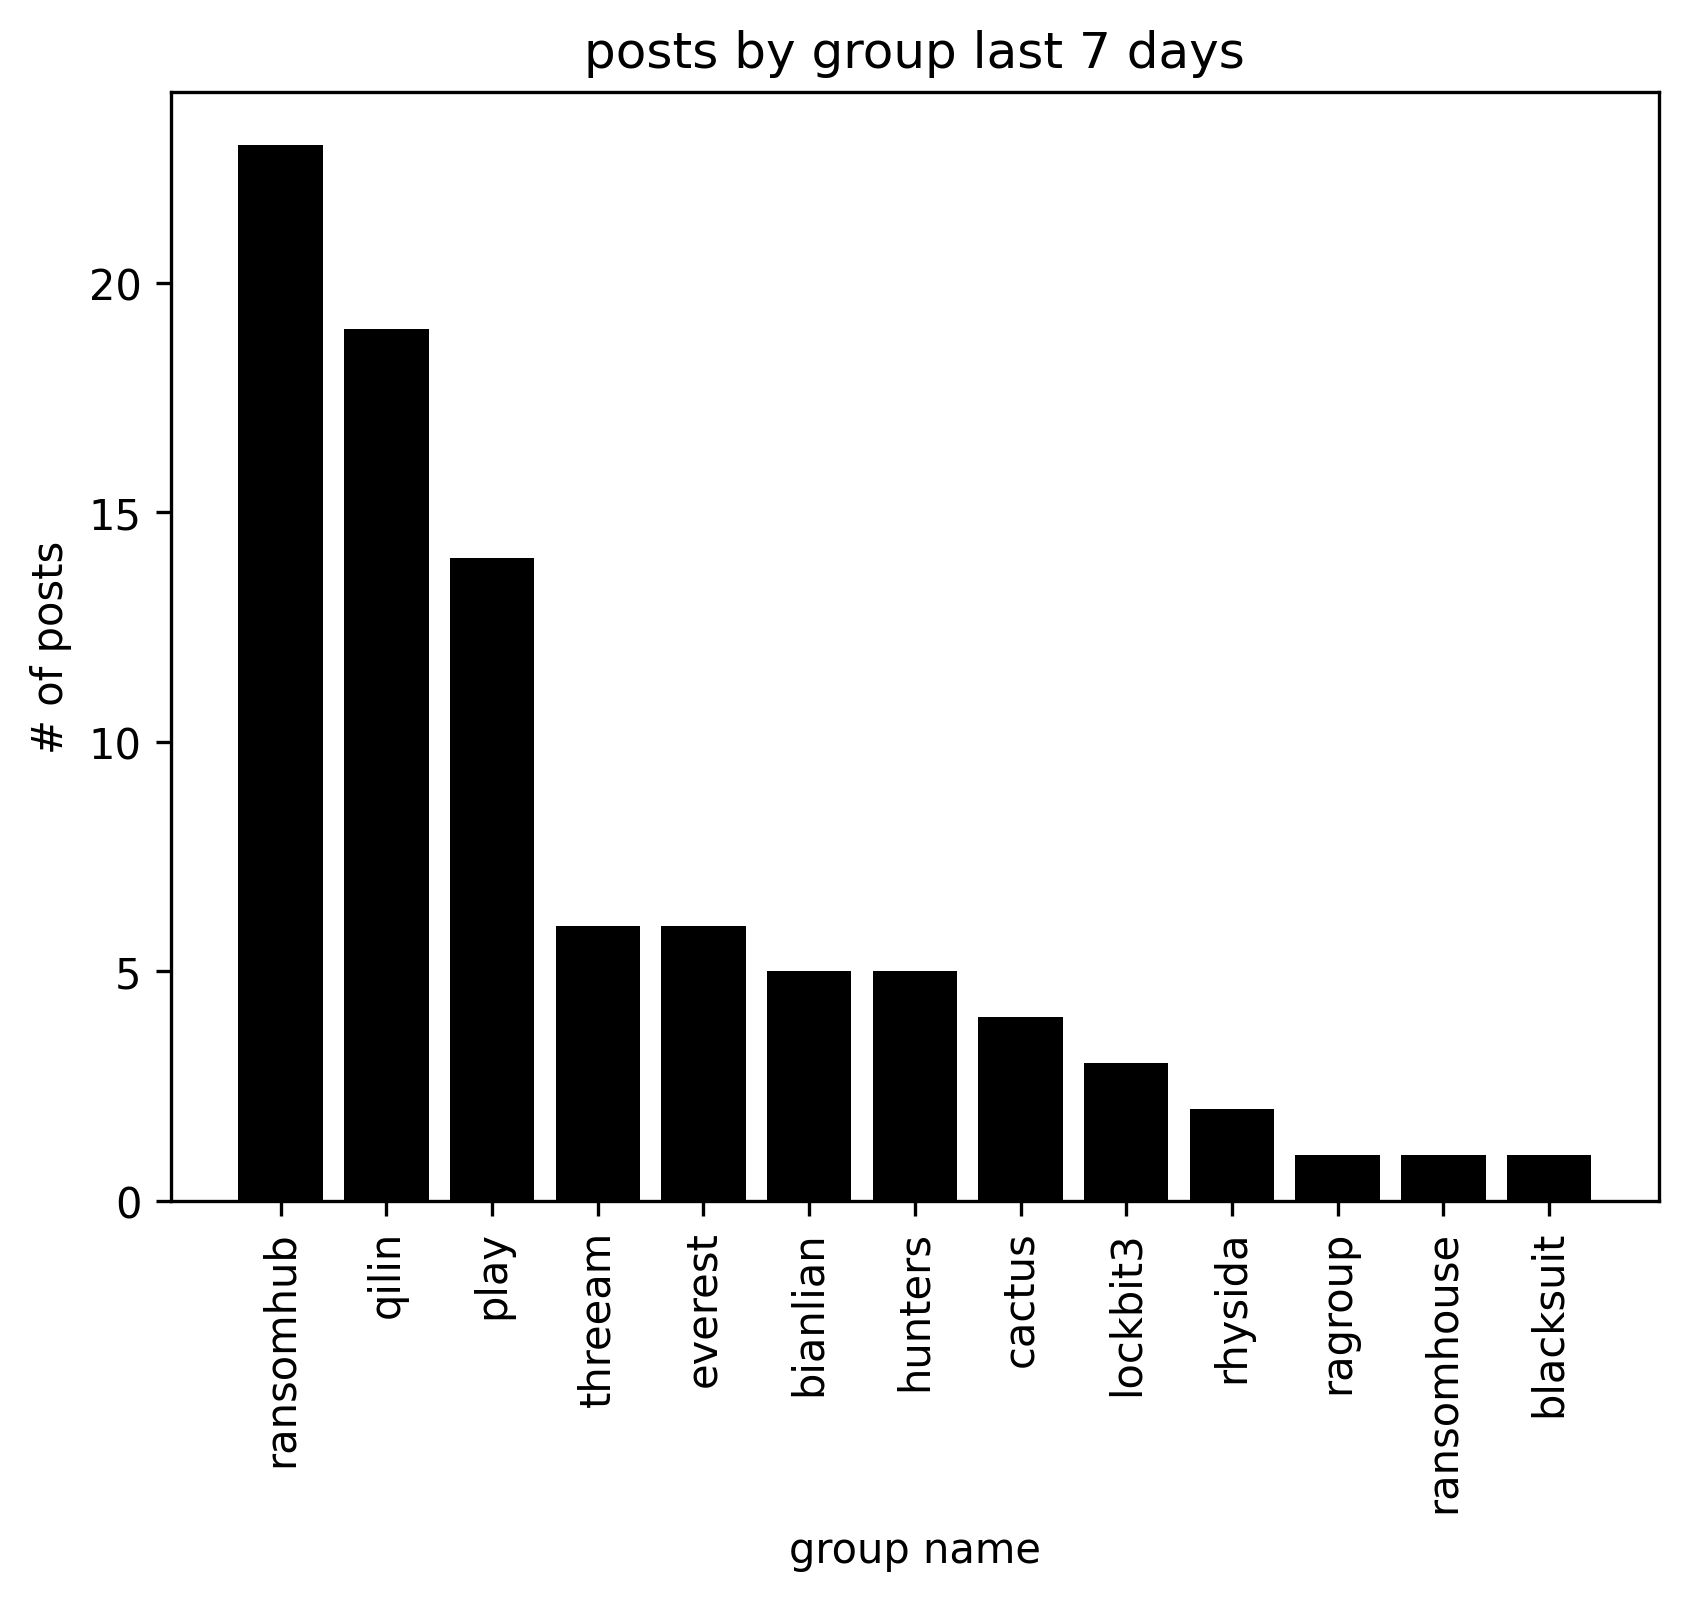 posts by group last 7 days
# of posts
20
15
10
5
0
ransomhub
qilin
play
threeam
everest
bianlian
hunters
cactus
lockbit3
rhysida
ragroup
ransomhouse
blacksuit
group name